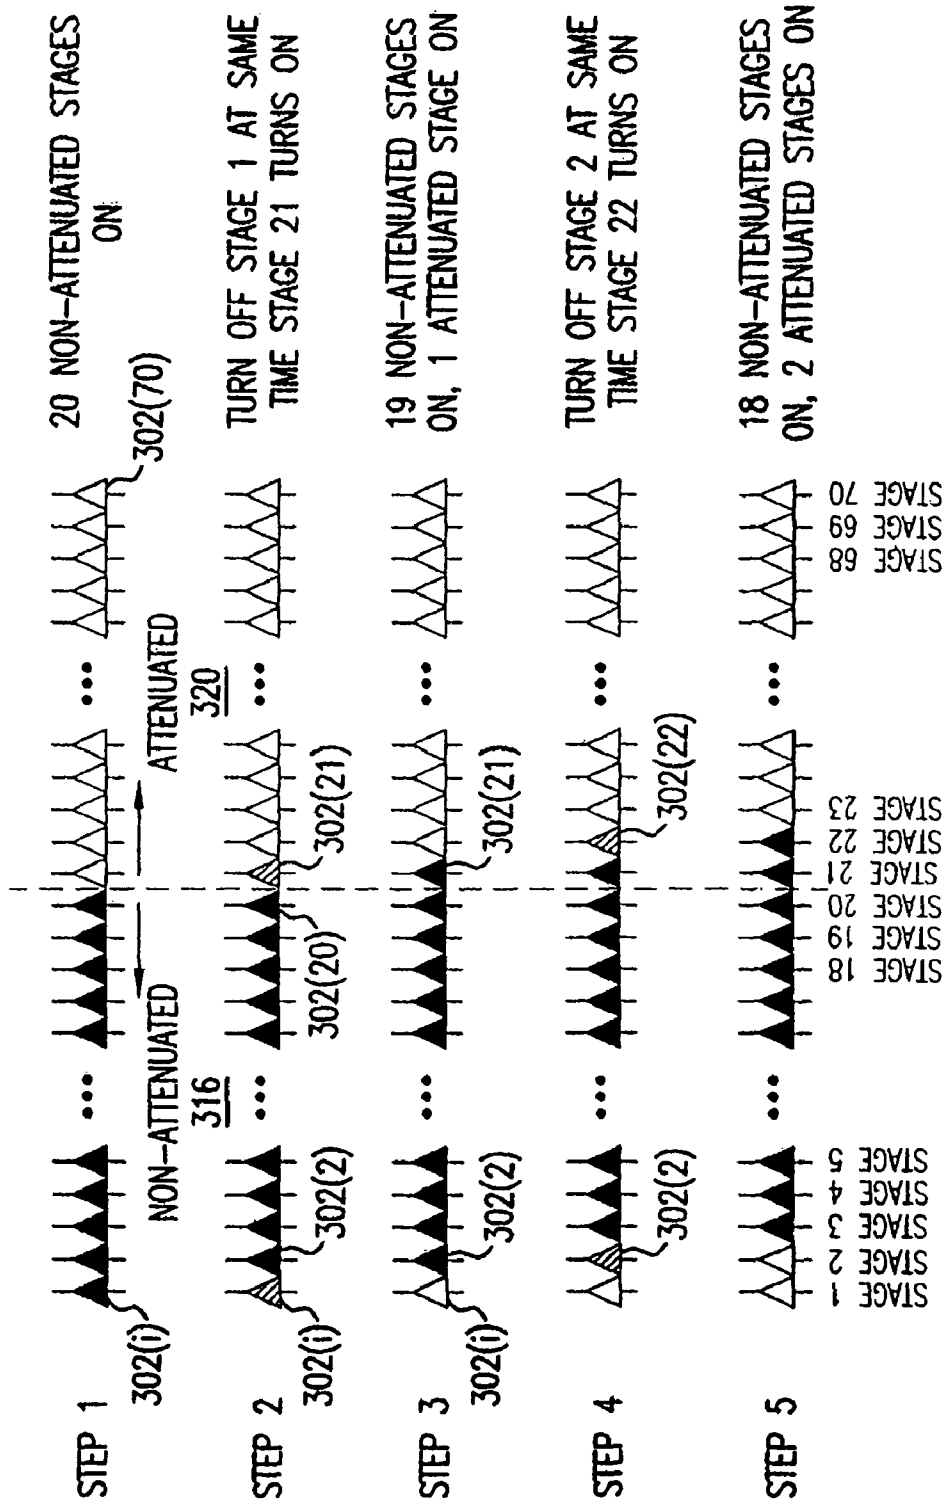 STEP 1
302(i)
NON-ATTENUATED
316
ATTENUATED
320
302(70)
20 NON-ATTENUATED STAGES
ON
STEP 2
302(i)
302(2)
302(20)
302(21)
TURN OFF STAGE 1 AT SAME
TIME STAGE 21 TURNS ON
STEP 3
302(i)
302(2)
302(21)
19 NON-ATTENUATED STAGES
ON, 1 ATTENUATED STAGE ON
STEP 4
302(2)
302(22)
TURN OFF STAGE 2 AT SAME
TIME STAGE 22 TURNS ON
STEP 5
18 NON-ATTENUATED STAGES
ON, 2 ATTENUATED STAGES ON
STAGE 1
STAGE 2
STAGE 3
STAGE 4
STAGE 5
STAGE 18
STAGE 19
STAGE 20
STAGE 21
STAGE 22
STAGE 23
STAGE 68
STAGE 69
STAGE 70